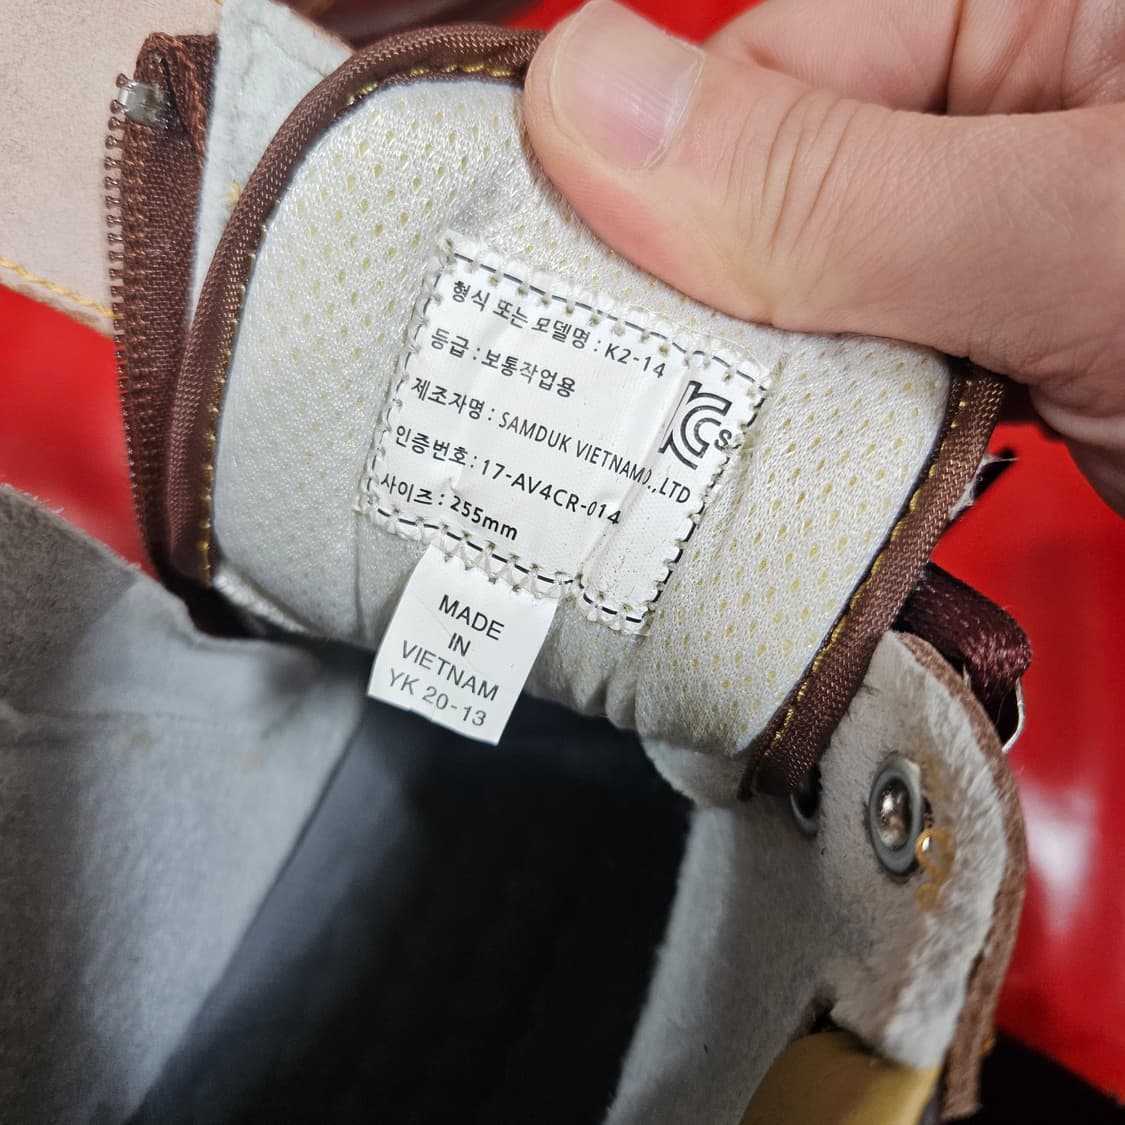 형식 또는 모델명 : K2-14
등급 : 보통작업용
제조자명 : SAMDUK VIETNAM).,LTD
인증번호 : 17-AV4CR-014
사이즈 : 255mm
KCs
MADE
IN
VIETNAM
YK 20-13